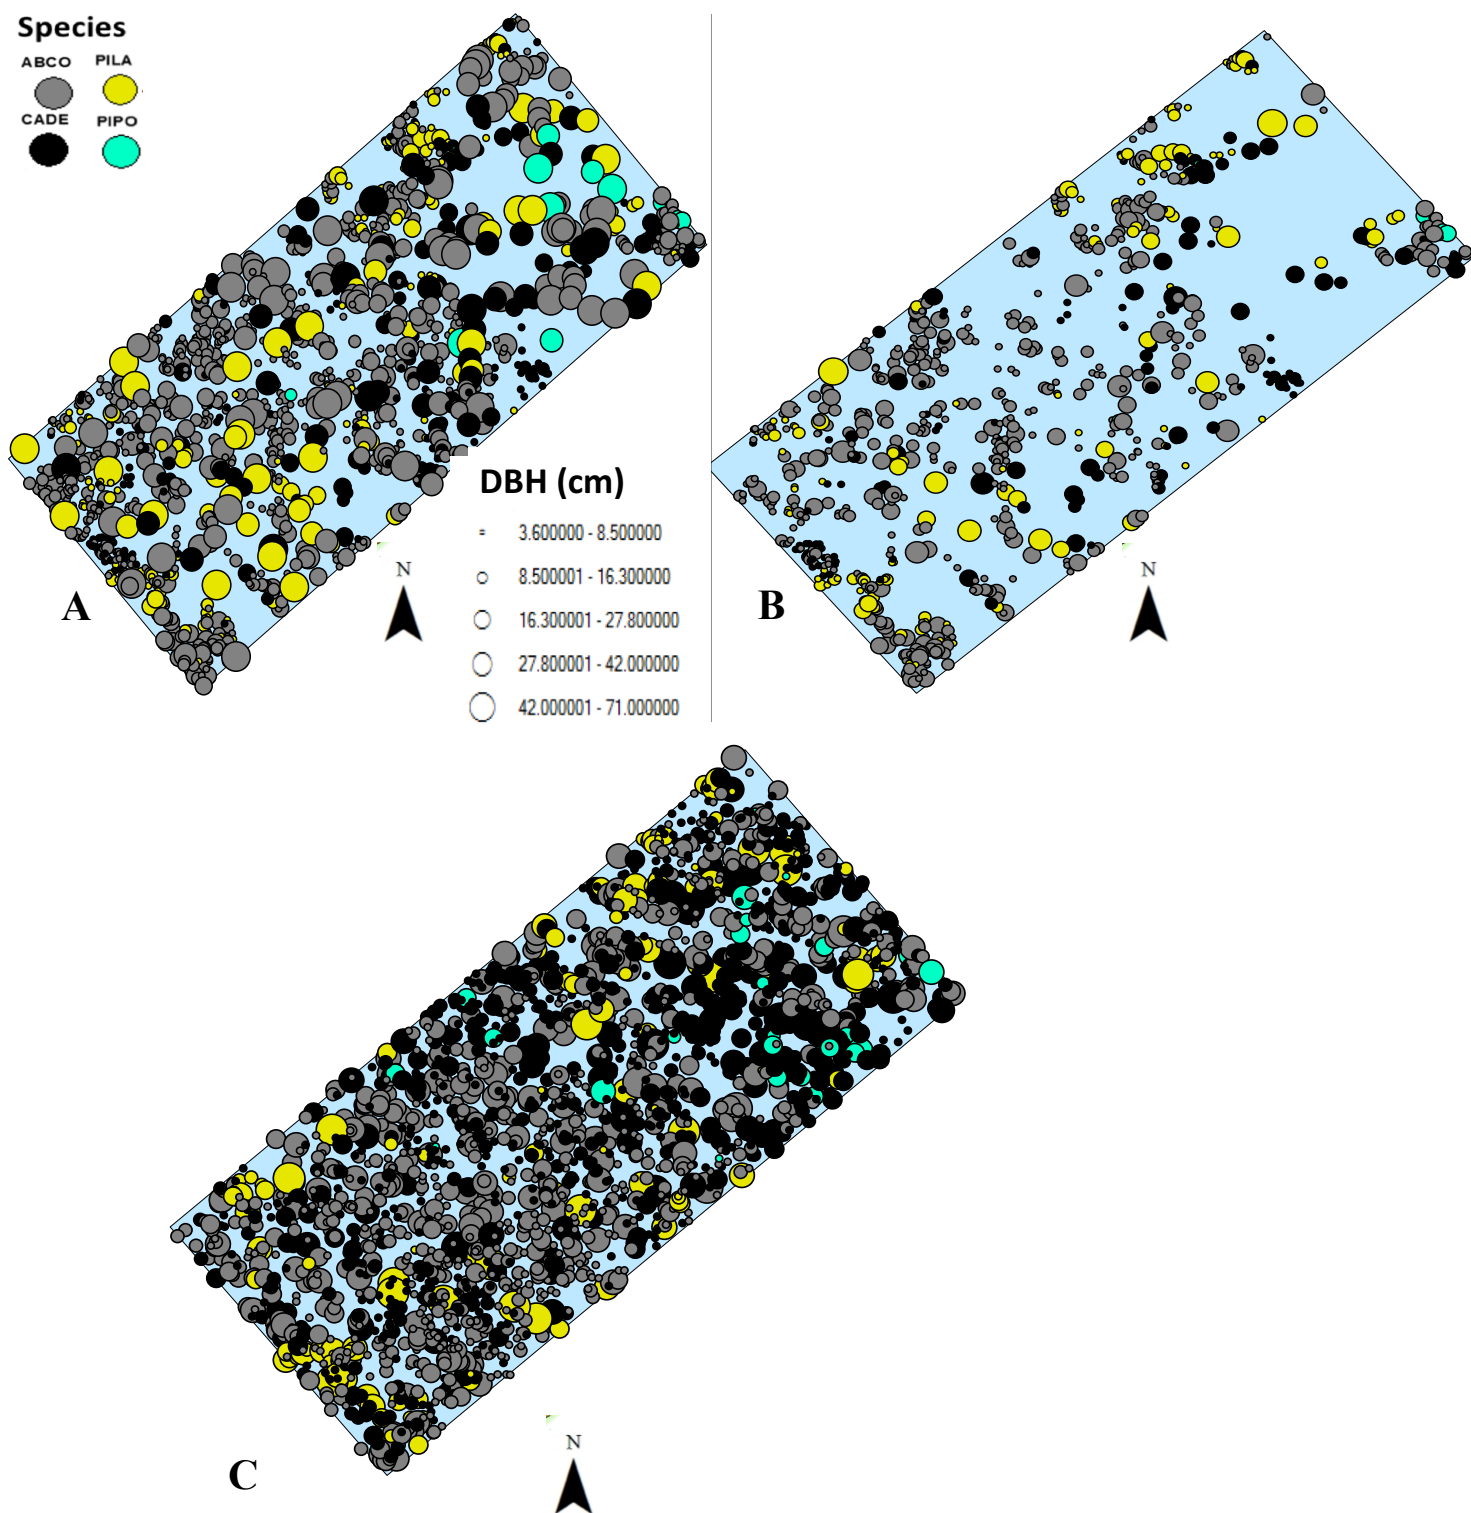 Species
ABCO PILA
CADE PIPO
A
N
DBH (cm)
3.600000 - 8.500000
8.500001 - 16.300000
16.300001 - 27.800000
27.800001 - 42.000000
42.000001 - 71.000000
B
N
C
N